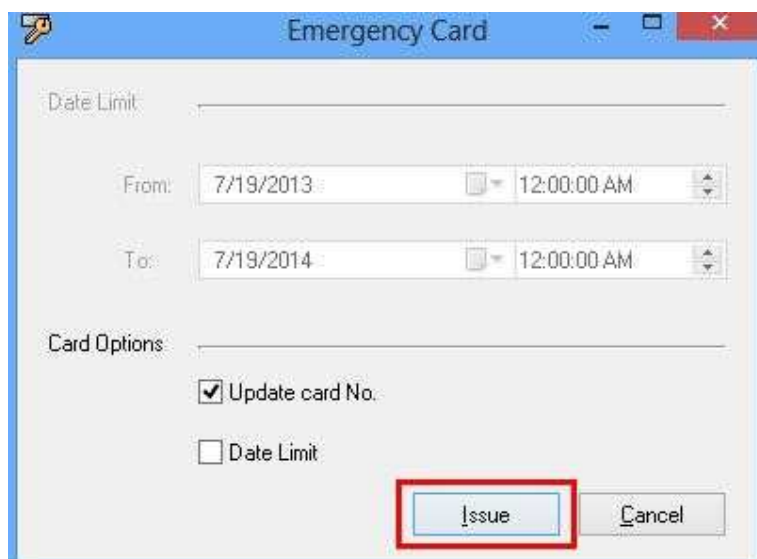 Emergency Card
Date Limit
From: 7/19/2013 12:00:00 AM
To: 7/19/2014 12:00:00 AM
Card Options
Update card No.
Date Limit
Issue Cancel